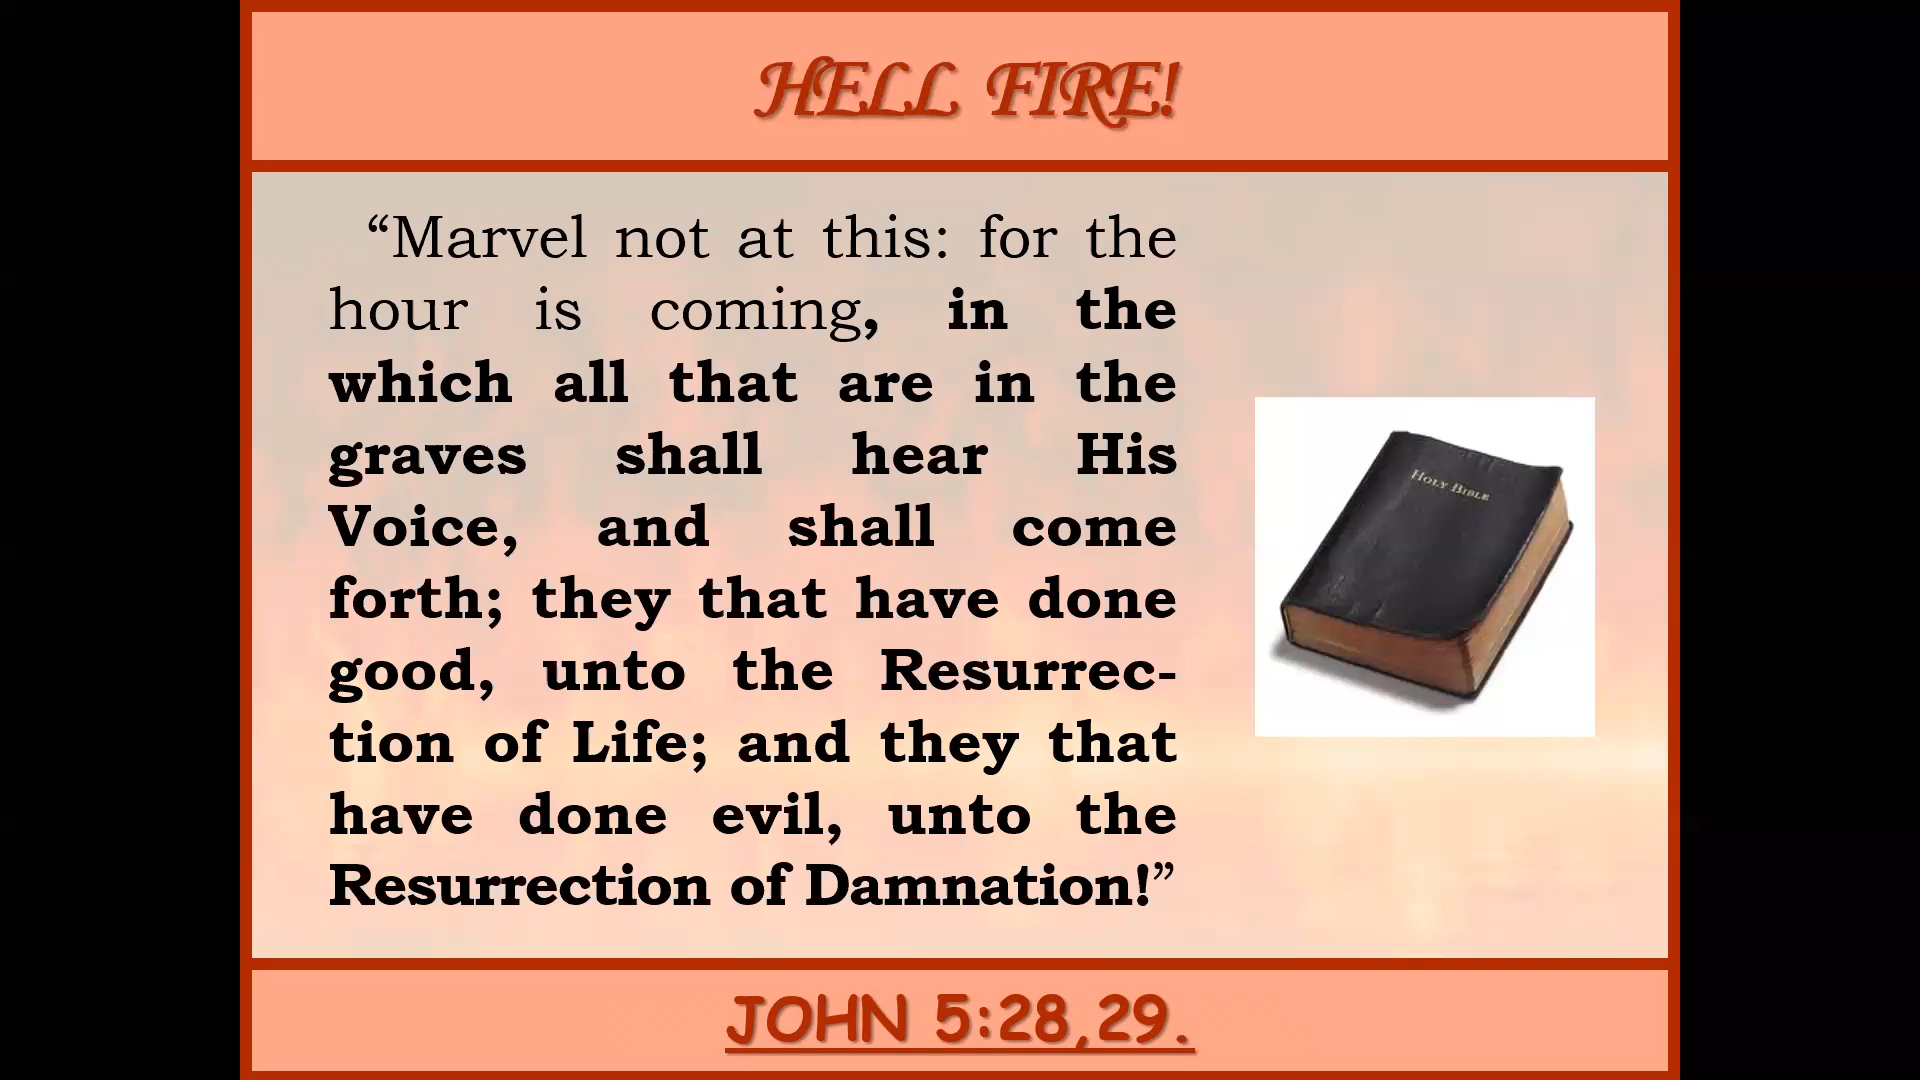 HELL FIRE!
“Marvel not at this: for the
hour is coming, in the
which all that are in the
graves shall hear His
Voice, and shall come
forth; they that have done
good, unto the Resurrec-
tion of Life; and they that
have done evil, unto the
Resurrection of Damnation!”
HOLY BIBLE
JOHN 5:28,29.